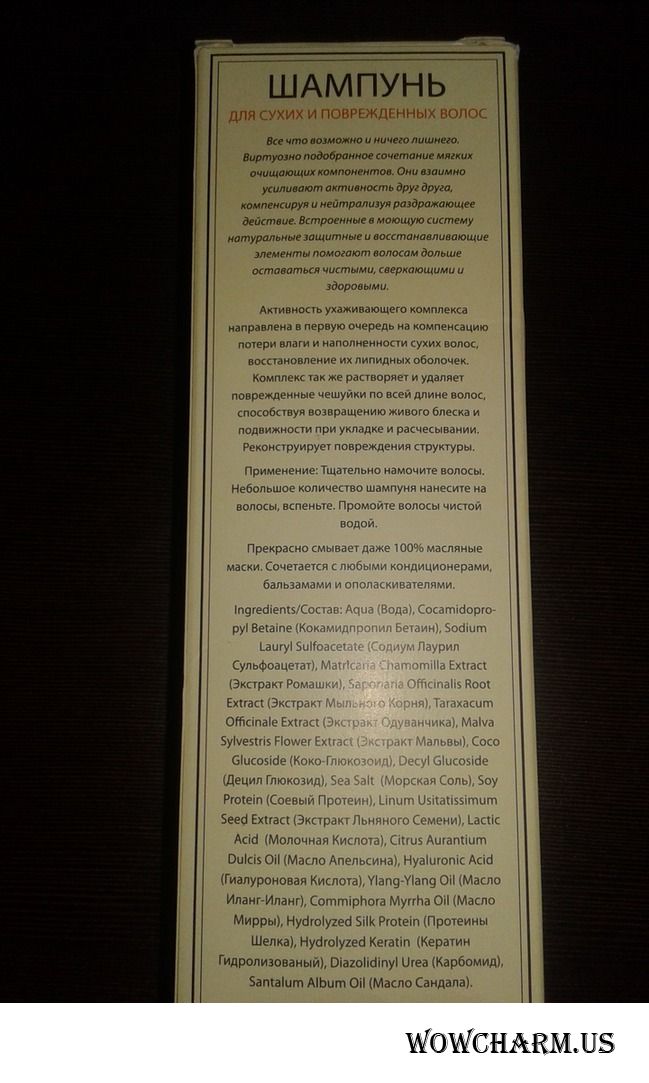 ШАМПУНЬ
ДЛЯ СУХИХ И ПОВРЕЖДЕННЫХ ВОЛОС
Все что возможно и ничего лишнего.
Виртуозно подобранное сочетание мягких
очищающих компонентов. Они взаимно
усиливают активность друг друга,
компенсируя и нейтрализуя раздражающее
действие. Встроенные в моющую систему
натуральные защитные и восстанавливающие
элементы помогают волосам дольше
оставаться чистыми, сверкающими и
здоровыми.
Активность ухаживающего комплекса
направлена в первую очередь на компенсацию
потери влаги и наполненности сухих волос,
восстановление их липидных оболочек.
Комплекс так же растворяет и удаляет
поврежденные чешуйки по всей длине волос,
способствуя возвращению живого блеска и
подвижности при укладке и расчесывании.
Реконструирует повреждения структуры.
Применение: Тщательно намочите волосы.
Небольшое количество шампуня нанесите на
волосы, вспеньте. Промойте волосы чистой
водой.
Прекрасно смывает даже 100% масляные
маски. Сочетается с любыми кондиционерами,
бальзамами и ополаскивателями.
Ingredients/Состав: Aqua (Вода), Cocamidopro-
pyl Betaine (Кокамидпропил Бетаин), Sodium
Lauryl Sulfoacetate (Содиум Лаурил
Сульфоацетат), Matricaria Chamomilla Extract
(Экстракт Ромашки), Saponaria Officinalis Root
Extract (Экстракт Мыльного Корня), Taraxacum
Officinale Extract (Экстракт Одуванчика), Malva
Sylvestris Flower Extract (Экстракт Мальвы), Coco
Glucoside (Коко-Глюкозоид), Decyl Glucoside
(Децил Глюкозид), Sea Salt (Морская Соль), Soy
Protein (Соевый Протеин), Linum Usitatissimum
Seed Extract (Экстракт Льняного Семени), Lactic
Acid (Молочная Кислота), Citrus Aurantium
Dulcis Oil (Масло Апельсина), Hyaluronic Acid
(Гиалуроновая Кислота), Ylang-Ylang Oil (Масло
Иланг-Иланг), Commiphora Myrrha Oil (Масло
Мирры), Hydrolyzed Silk Protein (Протеины
Шелка), Hydrolyzed Keratin (Кератин
Гидролизованый), Diazolidinyl Urea (Карбомид),
Santalum Album Oil (Масло Сандала).
WOWCHARM.US